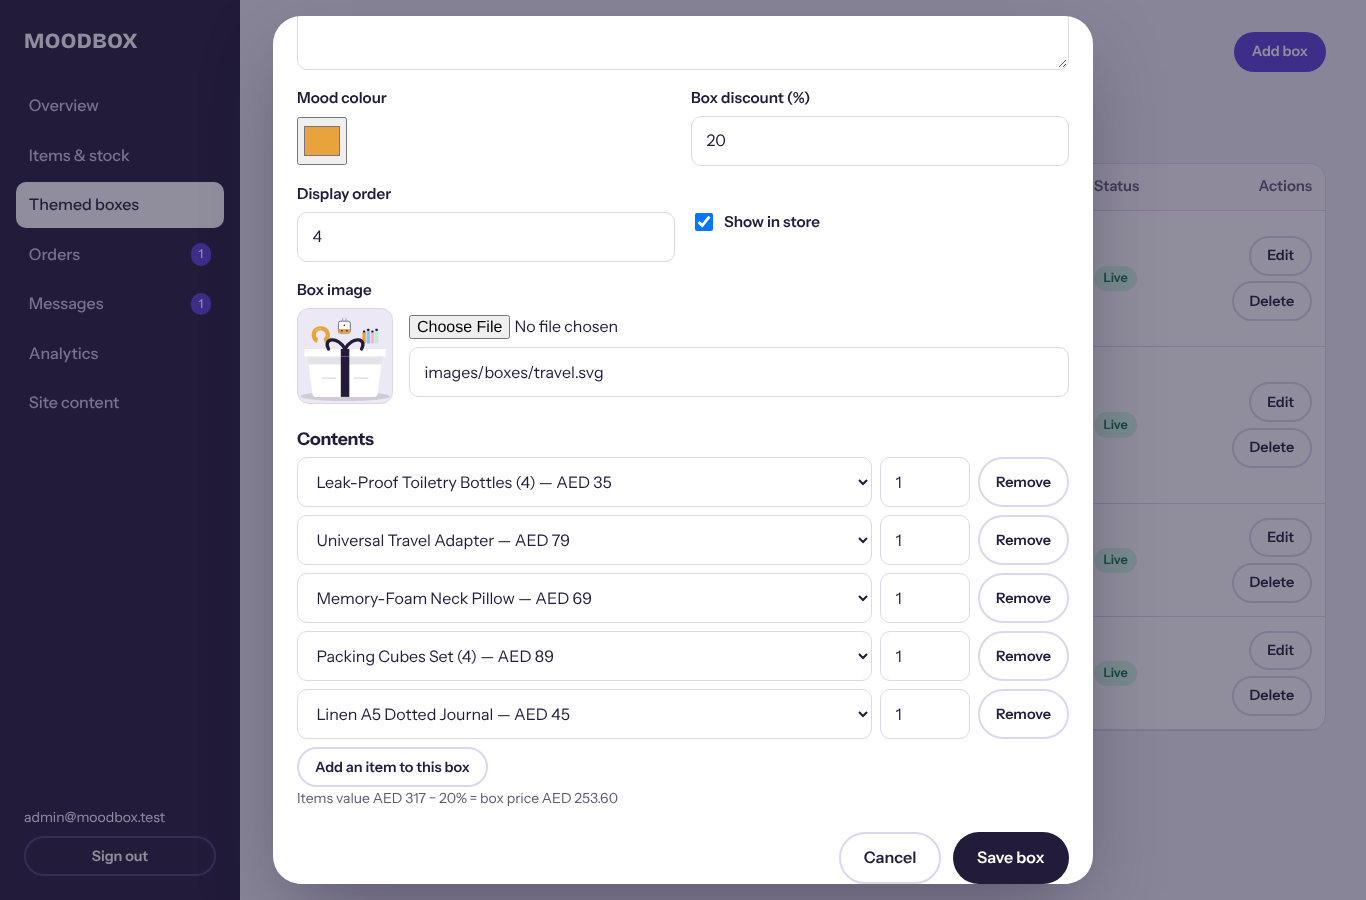 MOODBOX
Overview
Items & stock
Themed boxes
Orders 1
Messages 1
Analytics
Site content
admin@moodbox.test
Sign out
Add box
Status Actions
Live Edit
Delete
Live Edit
Delete
Live Edit
Delete
Live Edit
Delete
Mood colour
Box discount (%)
20
Display order
4
Show in store
Box image
Choose File No file chosen
images/boxes/travel.svg
Contents
Leak-Proof Toiletry Bottles (4) — AED 35 1 Remove
Universal Travel Adapter — AED 79 1 Remove
Memory-Foam Neck Pillow — AED 69 1 Remove
Packing Cubes Set (4) — AED 89 1 Remove
Linen A5 Dotted Journal — AED 45 1 Remove
Add an item to this box
Items value AED 317 − 20% = box price AED 253.60
Cancel Save box